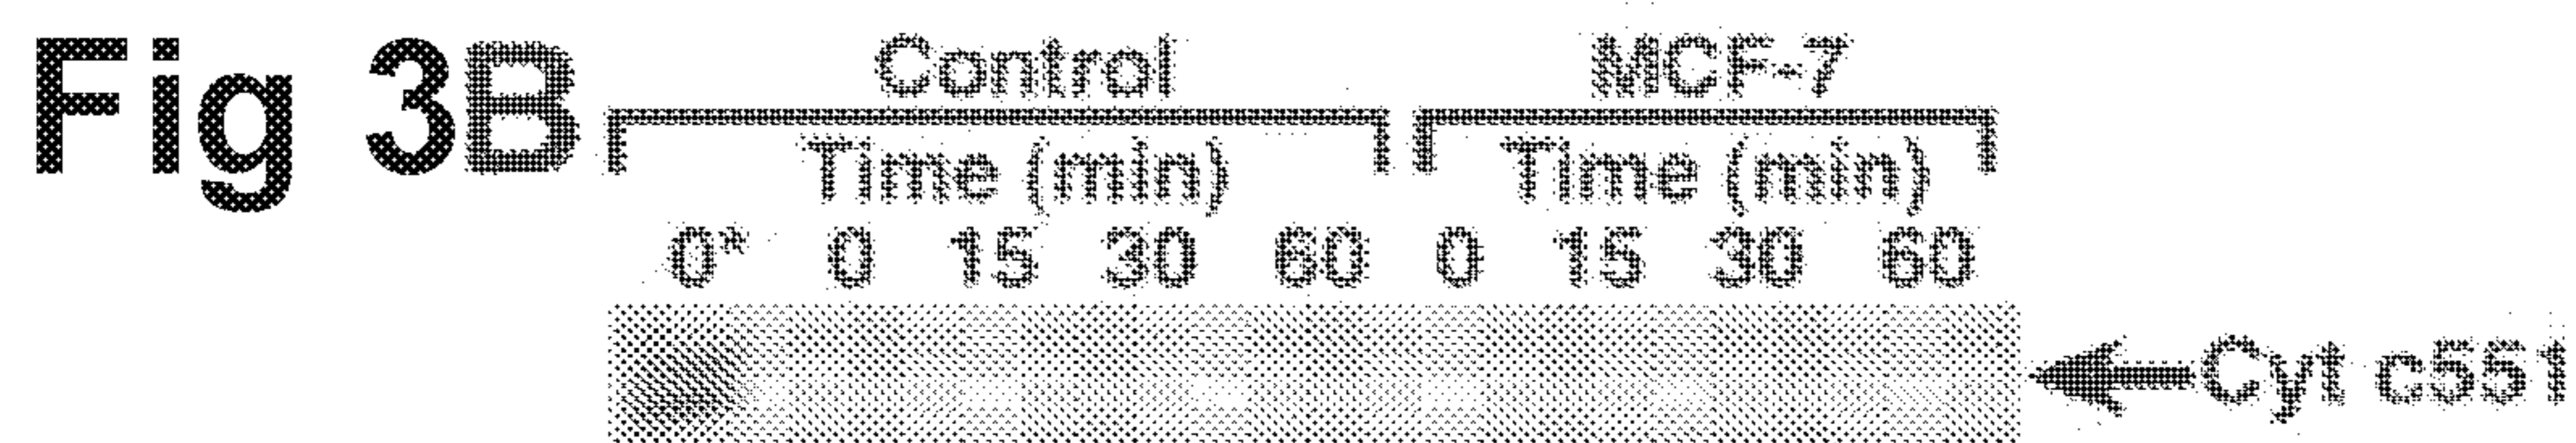 Fig 3B
Control MCF-7
Time (min) Time (min)
0* 0 15 30 60 0 15 30 60
Cyt c551